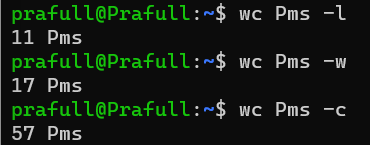 prafull@Prafull:~$ wc Pms -l
11 Pms
prafull@Prafull:~$ wc Pms -w
17 Pms
prafull@Prafull:~$ wc Pms -c
57 Pms